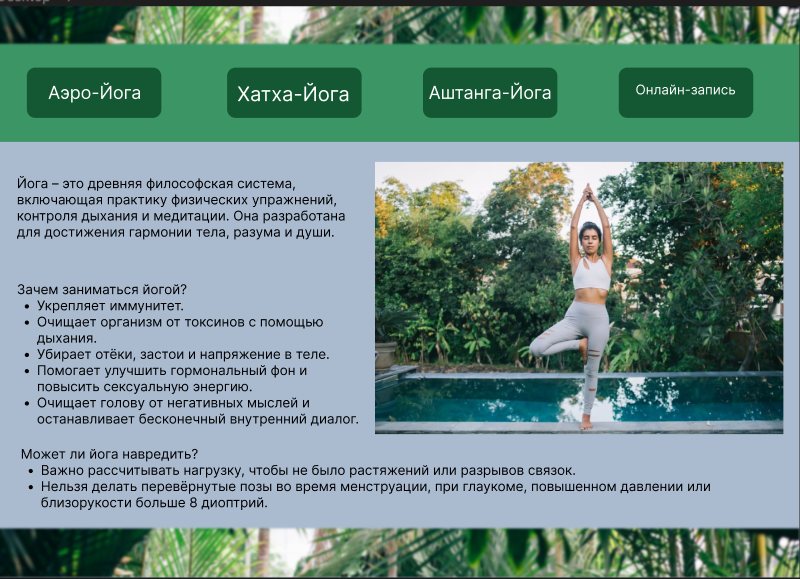 Аэро-Йога
Хатха-Йога
Аштанга-Йога
Онлайн-запись
Йога – это древняя философская система,
включающая практику физических упражнений,
контроля дыхания и медитации. Она разработана
для достижения гармонии тела, разума и души.
Зачем заниматься йогой?
• Укрепляет иммунитет.
• Очищает организм от токсинов с помощью
дыхания.
• Убирает отёки, застои и напряжение в теле.
• Помогает улучшить гормональный фон и
повысить сексуальную энергию.
• Очищает голову от негативных мыслей и
останавливает бесконечный внутренний диалог.
Может ли йога навредить?
• Важно рассчитывать нагрузку, чтобы не было растяжений или разрывов связок.
• Нельзя делать перевёрнутые позы во время менструации, при глаукоме, повышенном давлении или
близорукости больше 8 диоптрий.